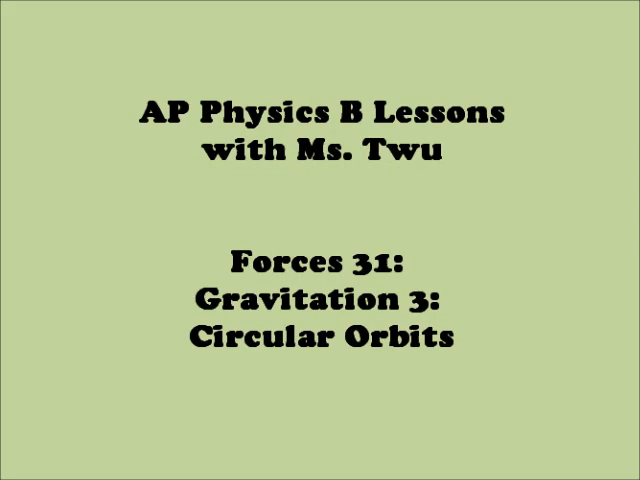 AP Physics B Lessons
with Ms. Twu
Forces 31:
Gravitation 3:
Circular Orbits